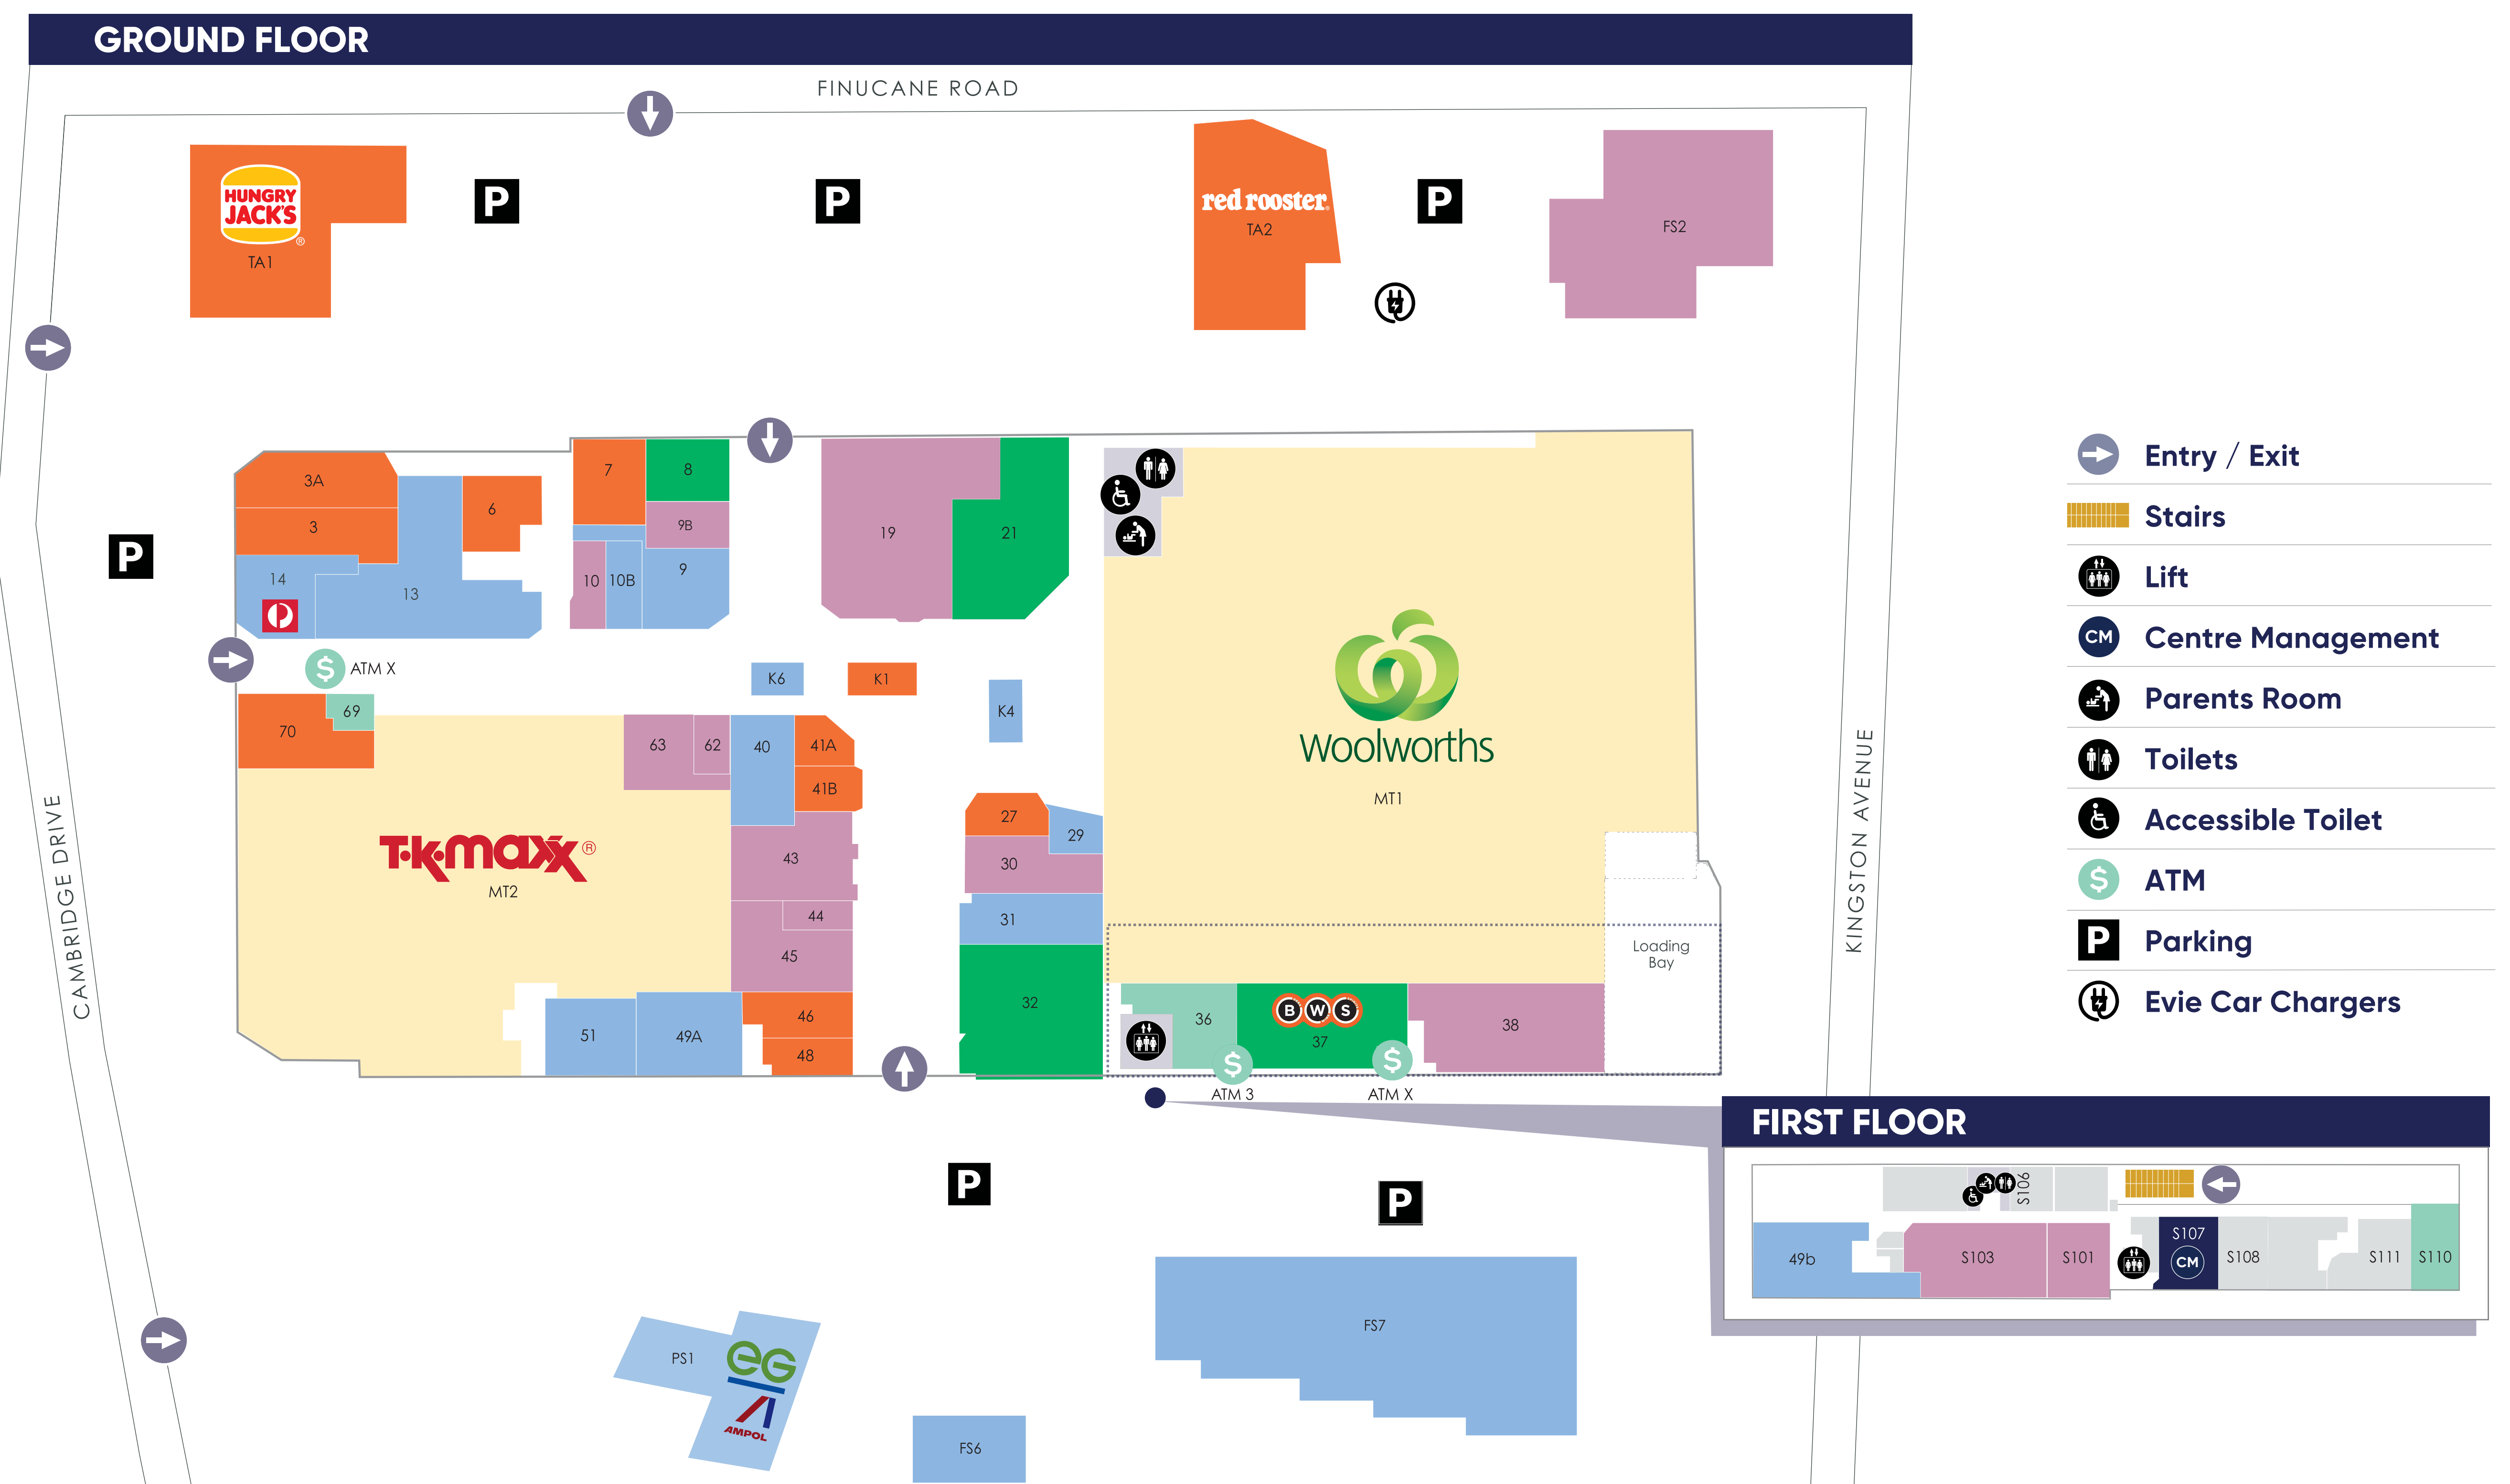 GROUND FLOOR
FINUCANE ROAD
HUNGRY
JACK'S
®
TA1
P
P
red rooster
TA2
P
FS2
3A
3
14
13
6
7
8
9B
10
10B
9
19
21
P
ATM X
K6
K1
K4
70
69
63
62
40
41A
41B
43
44
45
46
48
49A
51
T.K.maxx®
MT2
27
29
30
31
32
Woolworths
MT1
Loading
Bay
36
BWS
37
38
ATM 3
ATM X
CAMBRIDGE DRIVE
KINGSTON AVENUE
Entry / Exit
Stairs
Lift
CM
Centre Management
Parents Room
Toilets
Accessible Toilet
$
ATM
P
Parking
Evie Car Chargers
FIRST FLOOR
S106
49b
S103
S101
S107
CM
S108
S111
S110
P
P
PS1
eG
AMPOL
FS6
FS7